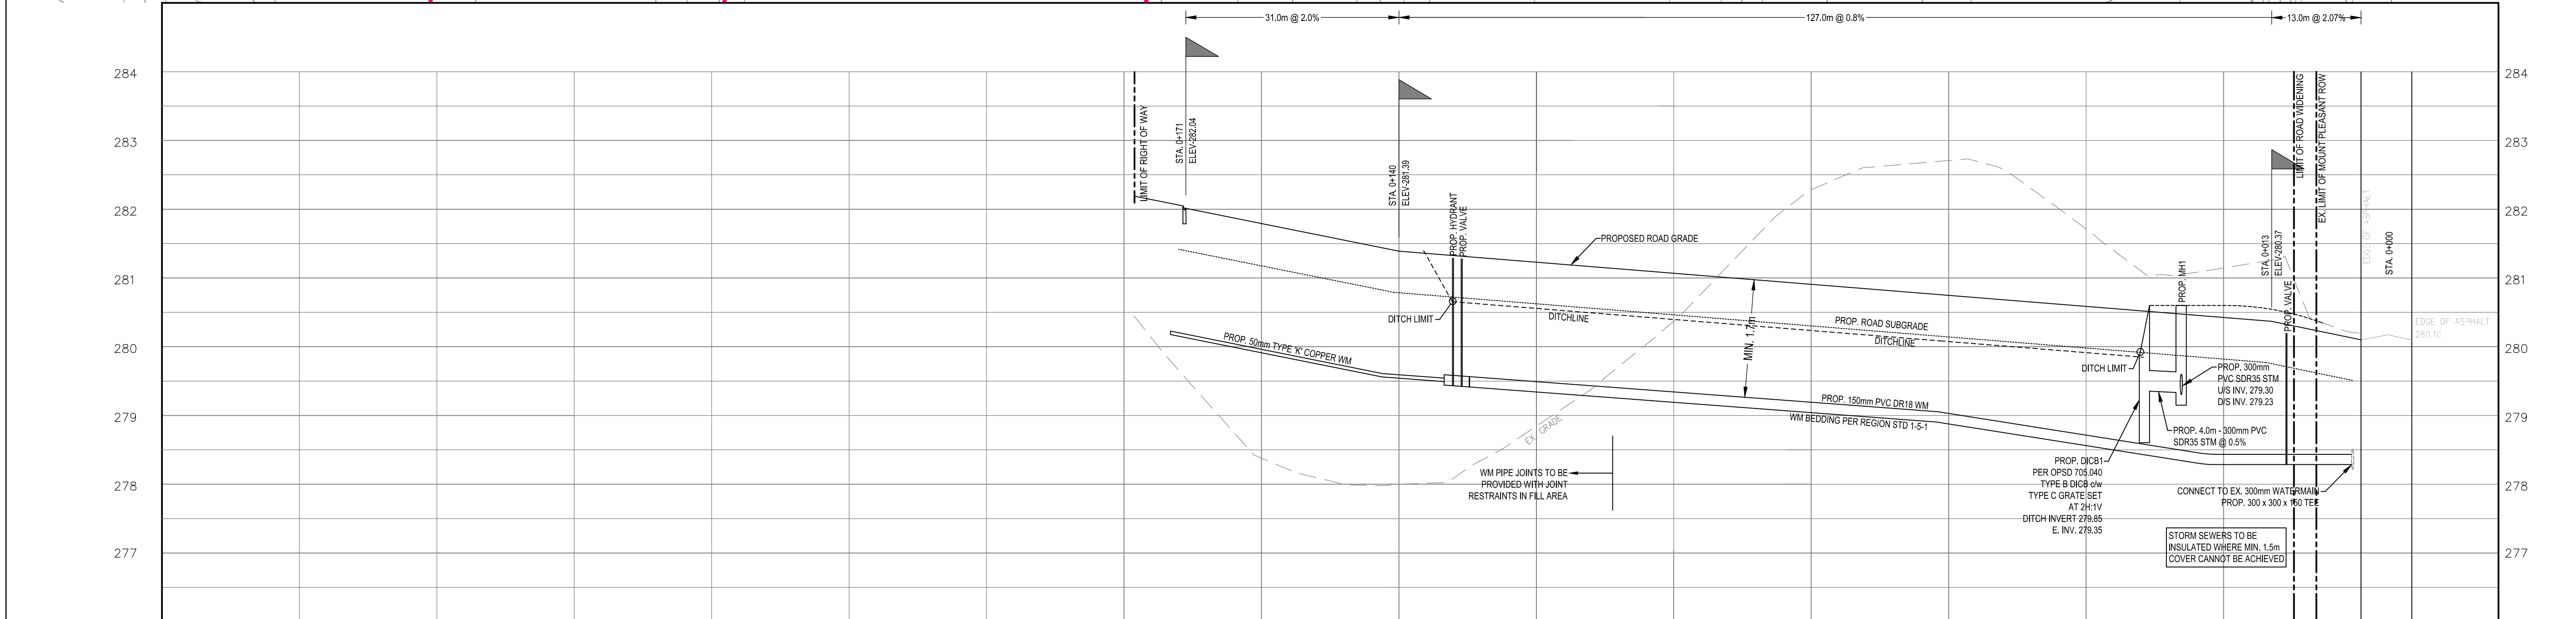 31.0m @ 2.0%
127.0m @ 0.8%
13.0m @ 2.07%
284
284
283
283
282
282
281
281
280
280
279
279
278
278
277
277
LIMIT OF RIGHT OF WAY
STA. 0+171
ELEV-282.04
STA. 0+140
ELEV-281.39
PROP. HYDRANT
PROP. VALVE
PROPOSED ROAD GRADE
DITCH LIMIT
DITCHLINE
PROP. ROAD SUBGRADE
DITCHLINE
MIN. 1.7m
PROP. 50mm TYPE 'K' COPPER WM
PROP. 150mm PVC DR18 WM
WM BEDDING PER REGION STD 1-5-1
EX. GRADE
WM PIPE JOINTS TO BE
PROVIDED WITH JOINT
RESTRAINTS IN FILL AREA
DITCH LIMIT
PROP. MH1
PROP. 300mm
PVC SDR35 STM
U/S INV. 279.30
D/S INV. 279.23
PROP. 4.0m - 300mm PVC
SDR35 STM @ 0.5%
PROP. DICB1
PER OPSD 705.040
TYPE B DICB c/w
TYPE C GRATE SET
AT 2H:1V
DITCH INVERT 279.85
E. INV. 279.35
STA. 0+013
ELEV-280.37
PROP. VALVE
LIMIT OF ROAD WIDENING
EX. LIMIT OF MOUNT PLEASANT ROW
EDGE OF ASPHALT
STA. 0+000
EDGE OF ASPHALT
280.10
CONNECT TO EX. 300mm WATERMAIN
PROP. 300 x 300 x 150 TEE
STORM SEWERS TO BE
INSULATED WHERE MIN. 1.5m
COVER CANNOT BE ACHIEVED